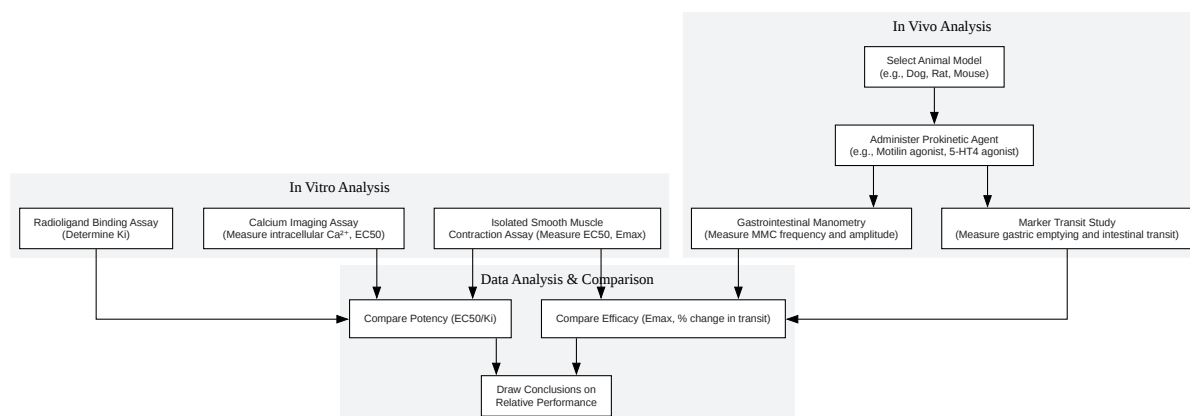 In Vivo Analysis
Select Animal Model
(e.g., Dog, Rat, Mouse)
Administer Prokinetic Agent
(e.g., Motilin agonist, 5-HT4 agonist)
In Vitro Analysis
Radioligand Binding Assay
(Determine Ki)
Calcium Imaging Assay
(Measure intracellular Ca²⁺, EC50)
Isolated Smooth Muscle
Contraction Assay (Measure EC50, Emax)
Gastrointestinal Manometry
(Measure MMC frequency and amplitude)
Marker Transit Study
(Measure gastric emptying and intestinal transit)
Data Analysis & Comparison
Compare Potency (EC50/Ki)
Compare Efficacy (Emax, % change in transit)
Draw Conclusions on
Relative Performance